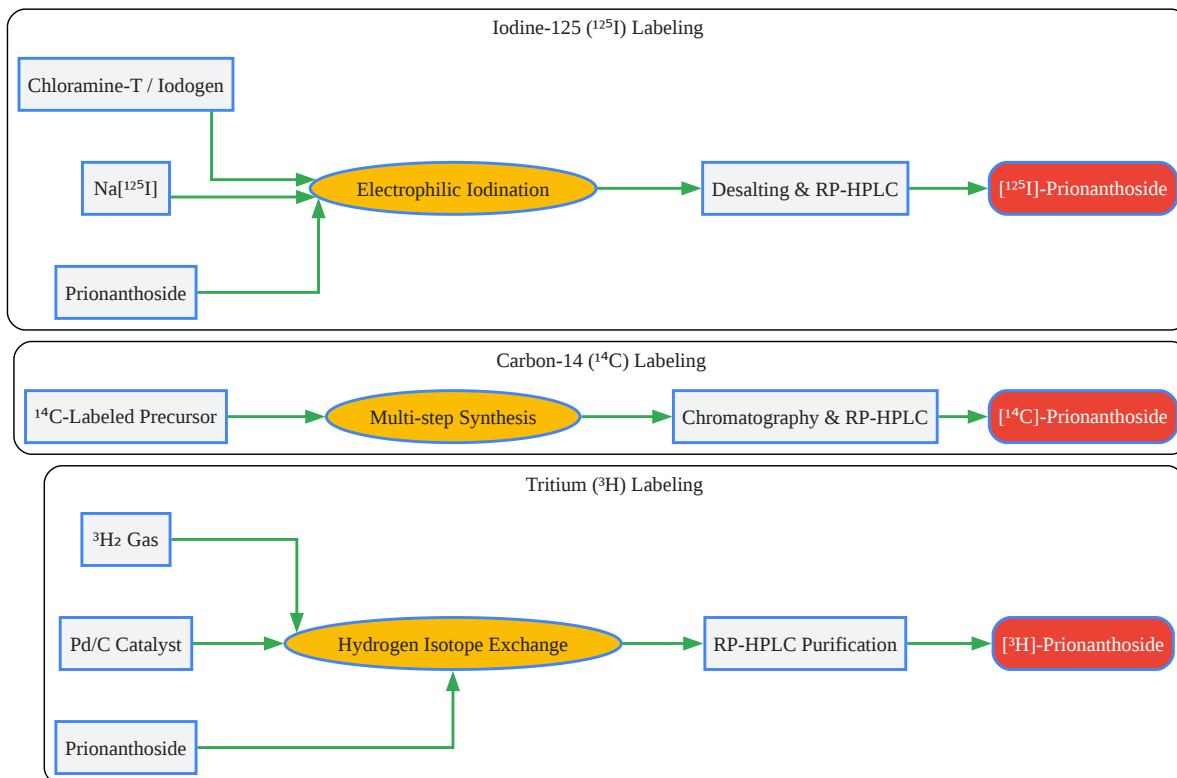 Iodine-125 (¹²⁵I) Labeling
Chloramine-T / Iodogen
Na[¹²⁵I]
Electrophilic Iodination
Desalting & RP-HPLC
[¹²⁵I]-Prionanthoside
Prionanthoside
Carbon-14 (¹⁴C) Labeling
¹⁴C-Labeled Precursor
Multi-step Synthesis
Chromatography & RP-HPLC
[¹⁴C]-Prionanthoside
Tritium (³H) Labeling
³H₂ Gas
Pd/C Catalyst
Hydrogen Isotope Exchange
RP-HPLC Purification
[³H]-Prionanthoside
Prionanthoside